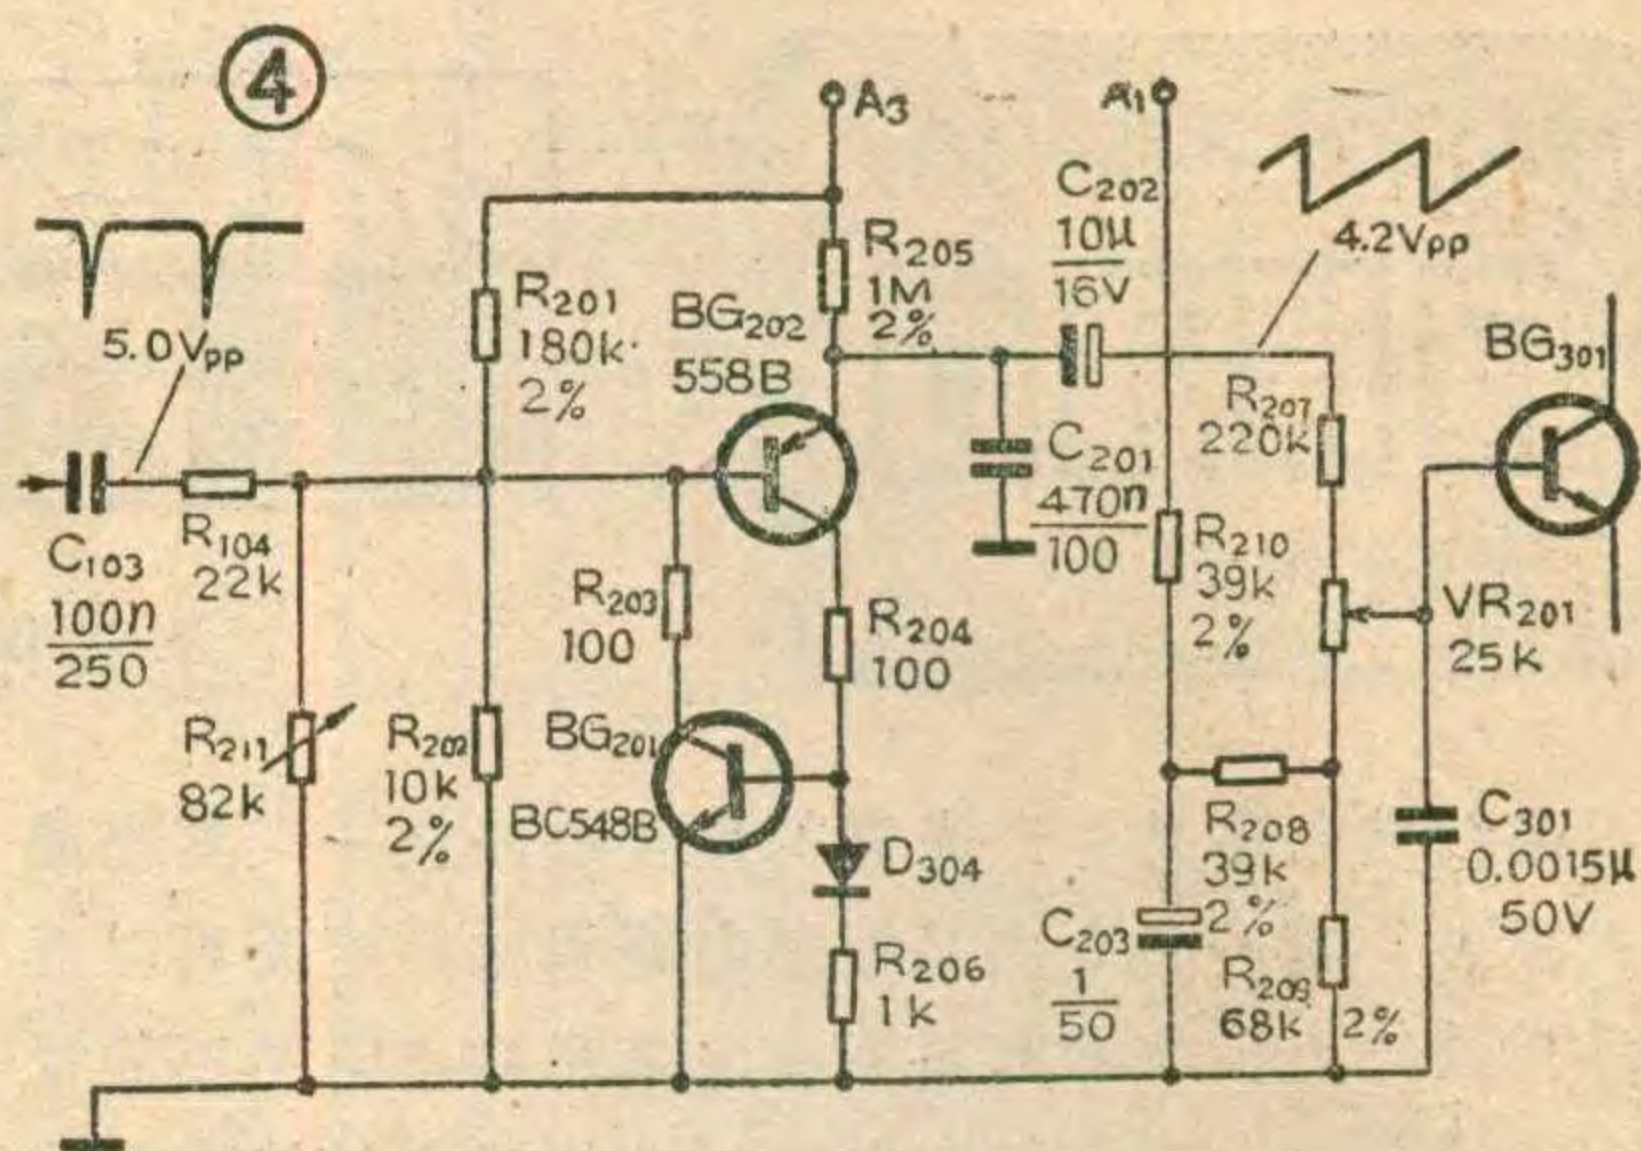 4
A3
A1
C202
10μ
16V
4.2Vpp
R205
1M
2%
R201
180k
2%
BG202
558B
5.0Vpp
BG301
R207
220k
C201
470n
100
R104
22k
C103
100n
250
R210
39k
2%
R203
100
R204
100
VR201
25k
R211
82k
R202
10k
2%
BG201
BC548B
D304
R208
39k
2%
C301
0.0015μ
50V
C203
1
50
R206
1k
R209
68k
2%